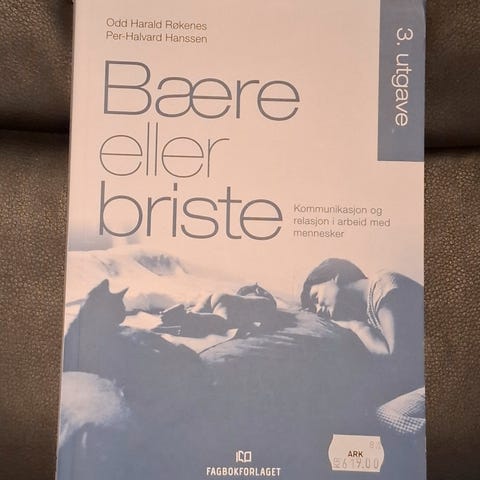 Odd Harald Røkenes
Per-Halvard Hanssen
3. utgave
Bære
eller
briste
Kommunikasjon og
relasjon i arbeid med
mennesker
ARK
619.00
FAGBOKFORLAGET